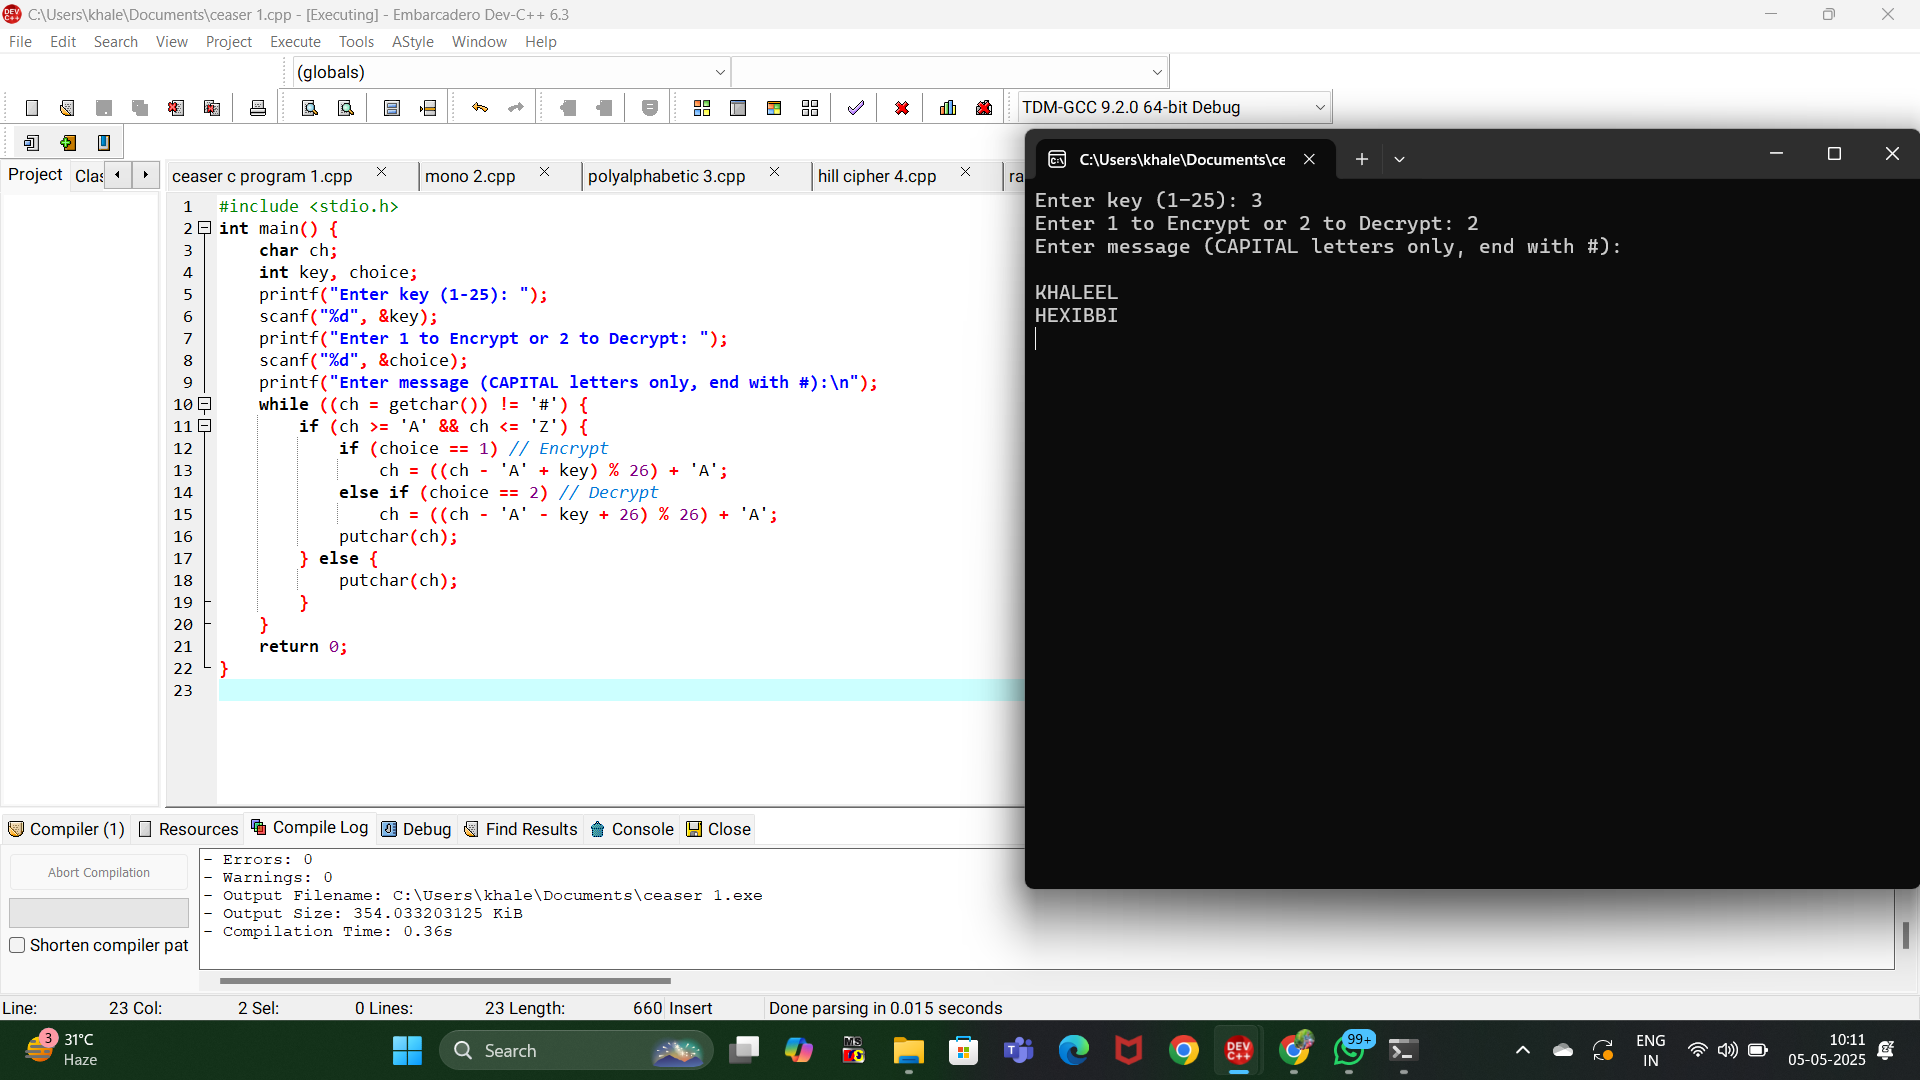 C:\Users\khale\Documents\ceaser 1.cpp - [Executing] - Embarcadero Dev-C++ 6.3
File Edit Search View Project Execute Tools AStyle Window Help
(globals)
TDM-GCC 9.2.0 64-bit Debug
Project Clas
ceaser c program 1.cpp mono 2.cpp polyalphabetic 3.cpp hill cipher 4.cpp ra
1 #include <stdio.h>
2 int main() {
3 char ch;
4 int key, choice;
5 printf("Enter key (1-25): ");
6 scanf("%d", &key);
7 printf("Enter 1 to Encrypt or 2 to Decrypt: ");
8 scanf("%d", &choice);
9 printf("Enter message (CAPITAL letters only, end with #):\n");
10 while ((ch = getchar()) != '#') {
11 if (ch >= 'A' && ch <= 'Z') {
12 if (choice == 1) // Encrypt
13 ch = ((ch - 'A' + key) % 26) + 'A';
14 else if (choice == 2) // Decrypt
15 ch = ((ch - 'A' - key + 26) % 26) + 'A';
16 putchar(ch);
17 } else {
18 putchar(ch);
19 }
20 }
21 return 0;
22 }
23
C:\Users\khale\Documents\ce
Enter key (1-25): 3
Enter 1 to Encrypt or 2 to Decrypt: 2
Enter message (CAPITAL letters only, end with #):
KHALEEL
HEXIBBI
Compiler (1) Resources Compile Log Debug Find Results Console Close
Abort Compilation
Shorten compiler pat
- Errors: 0
- Warnings: 0
- Output Filename: C:\Users\khale\Documents\ceaser 1.exe
- Output Size: 354.033203125 KiB
- Compilation Time: 0.36s
Line: 23 Col: 2 Sel: 0 Lines: 23 Length: 660 Insert Done parsing in 0.015 seconds
3
31°C
Haze
Search
DEV C++
99+
ENG
IN
10:11
05-05-2025